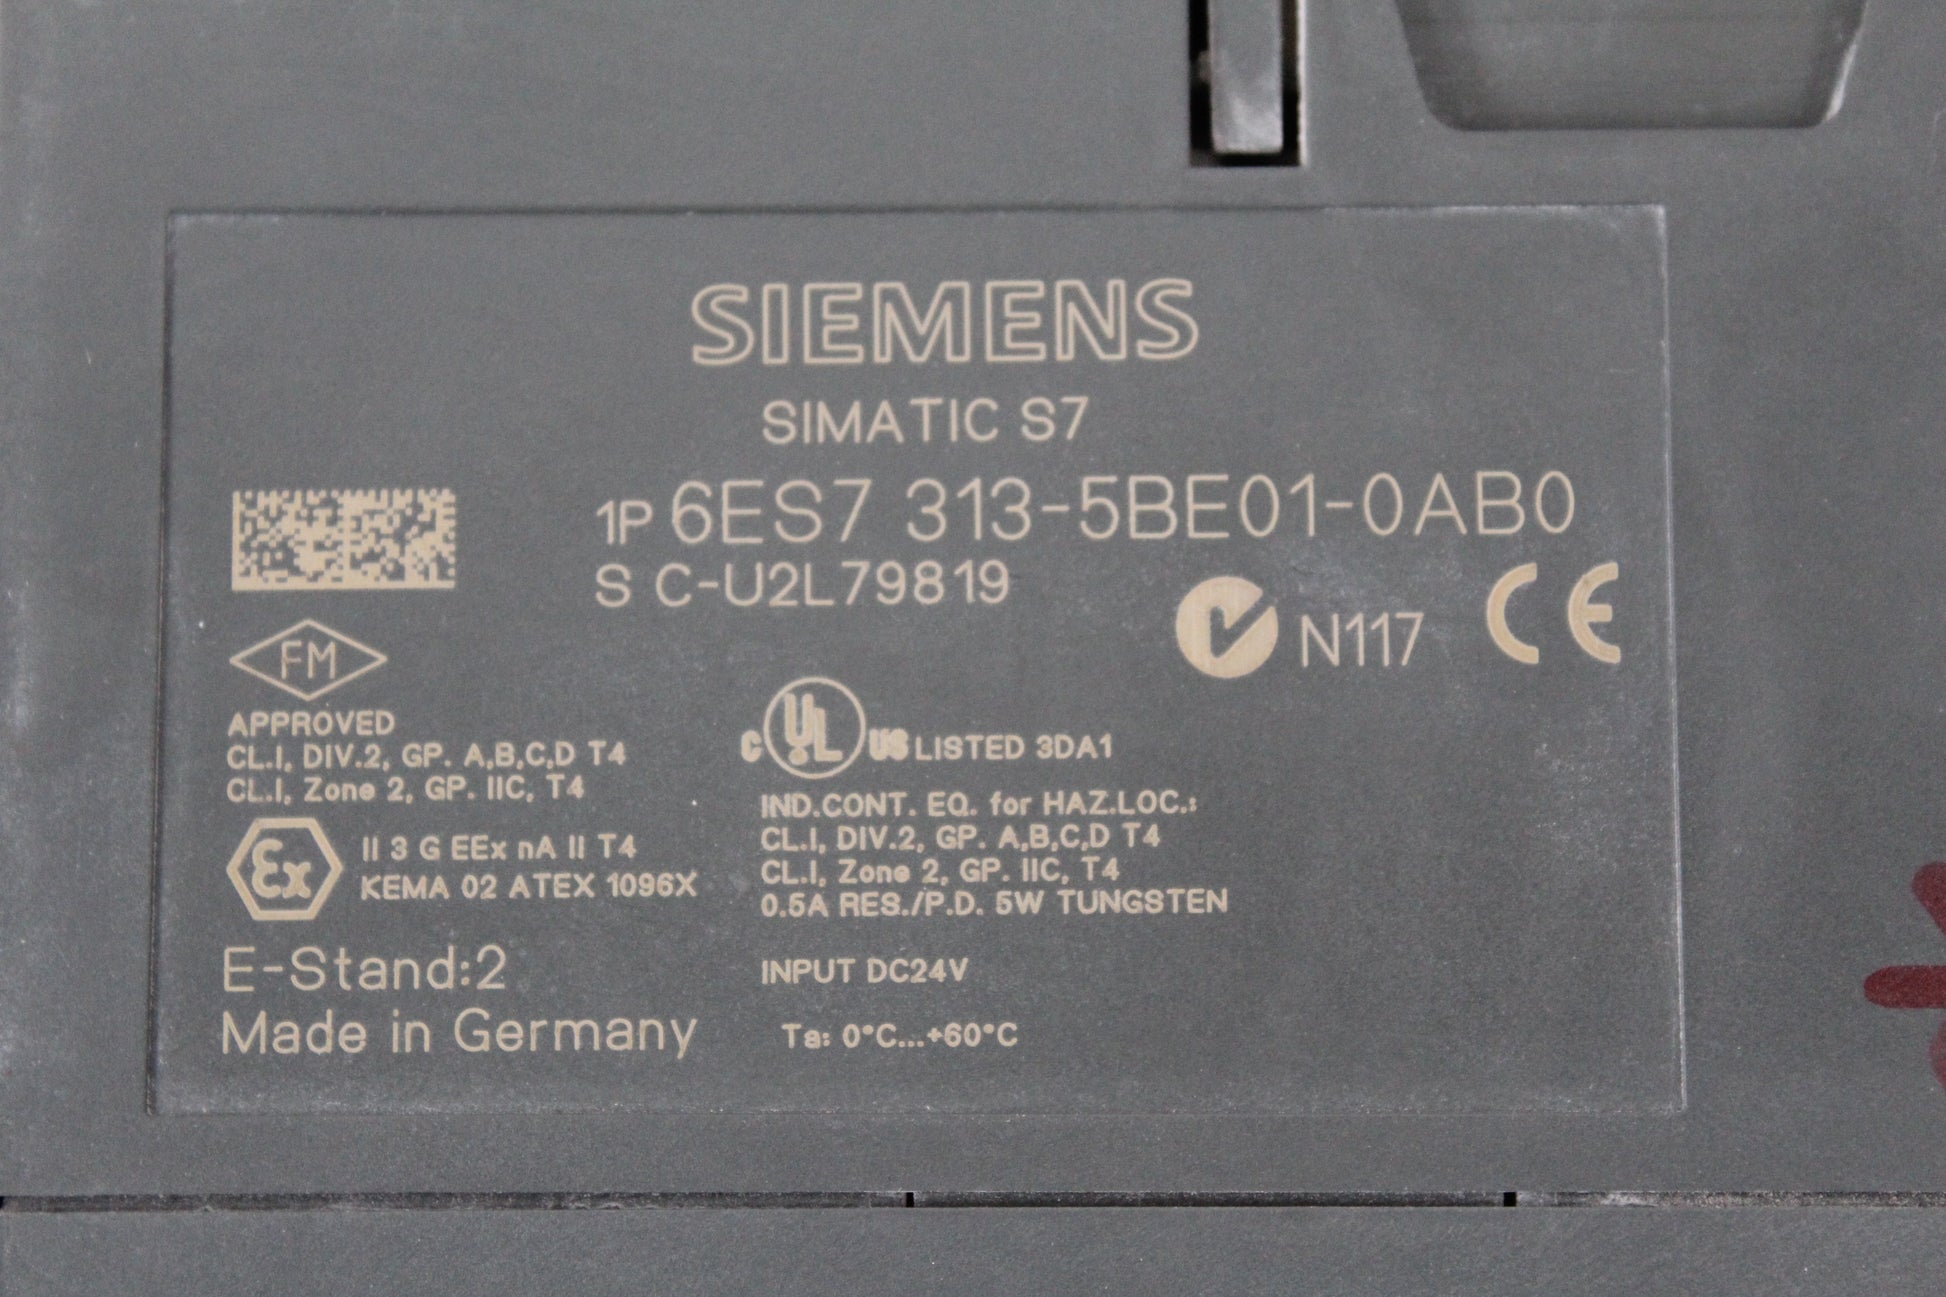 SIEMENS
SIMATIC S7
1P 6ES7 313-5BE01-0AB0
S C-U2L79819
N117 CE
FM
APPROVED
CL.I, DIV.2, GP. A,B,C,D T4
CL.I, Zone 2, GP. IIC, T4
C UL US LISTED 3DA1
IND.CONT. EQ. for HAZ.LOC.:
CL.I, DIV.2, GP. A,B,C,D T4
CL.I, Zone 2, GP. IIC, T4
0.5A RES./P.D. 5W TUNGSTEN
Ex II 3 G EEx nA II T4
KEMA 02 ATEX 1096X
E-Stand:2
Made in Germany
INPUT DC24V
Ta: 0°C...+60°C